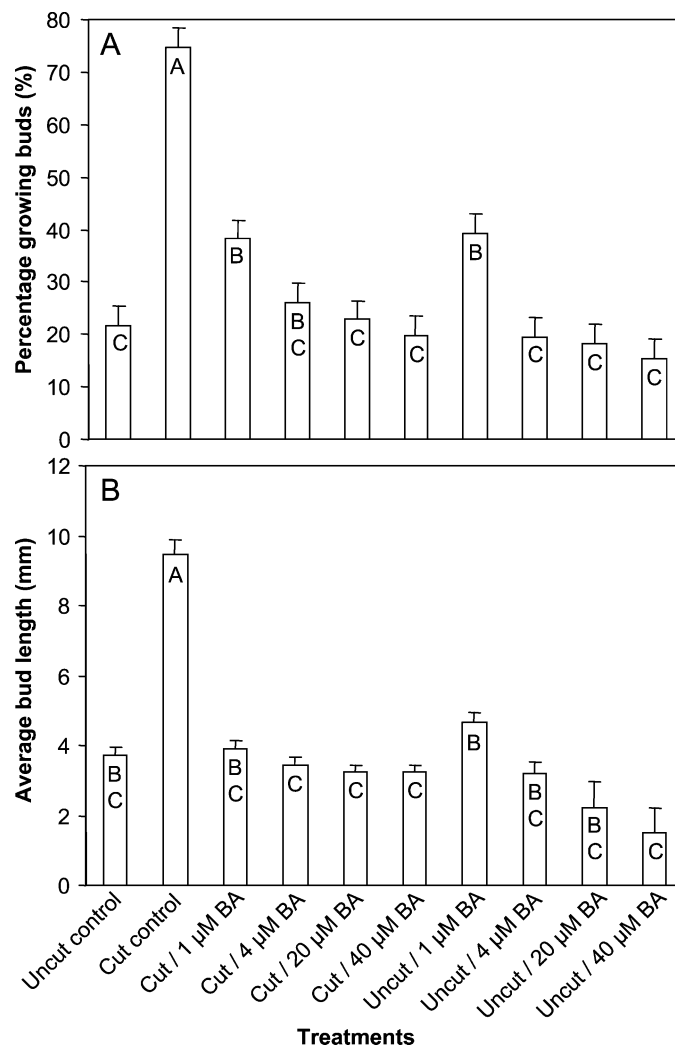 A
Percentage growing buds (%)
80
70
60
50
40
30
20
10
0
C
A
B
B
C
C
C
B
C
C
C
B
Average bud length (mm)
12
10
8
6
4
2
0
B
C
A
B
C
C
C
C
B
B
C
B
C
C
Uncut control
Cut control
Cut / 1 µM BA
Cut / 4 µM BA
Cut / 20 µM BA
Cut / 40 µM BA
Uncut / 1 µM BA
Uncut / 4 µM BA
Uncut / 20 µM BA
Uncut / 40 µM BA
Treatments